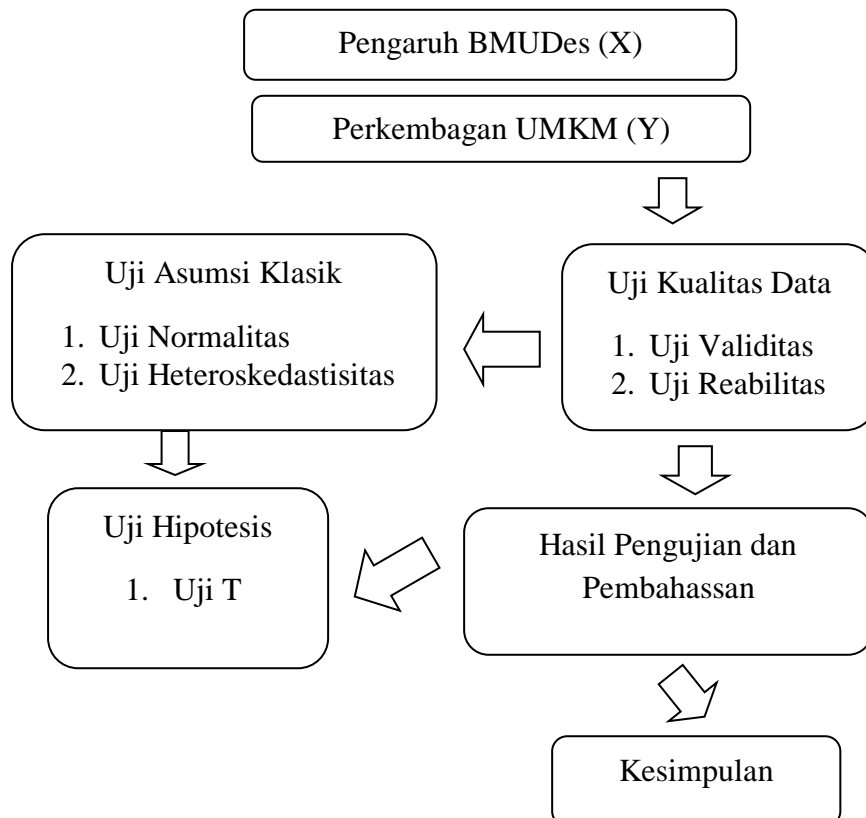 Pengaruh BMUDes (X)
Perkembagan UMKM (Y)
Uji Asumsi Klasik
1. Uji Normalitas
2. Uji Heteroskedastisitas
Uji Kualitas Data
1. Uji Validitas
2. Uji Reabilitas
Uji Hipotesis
1. Uji T
Hasil Pengujian dan
Pembahassan
Kesimpulan